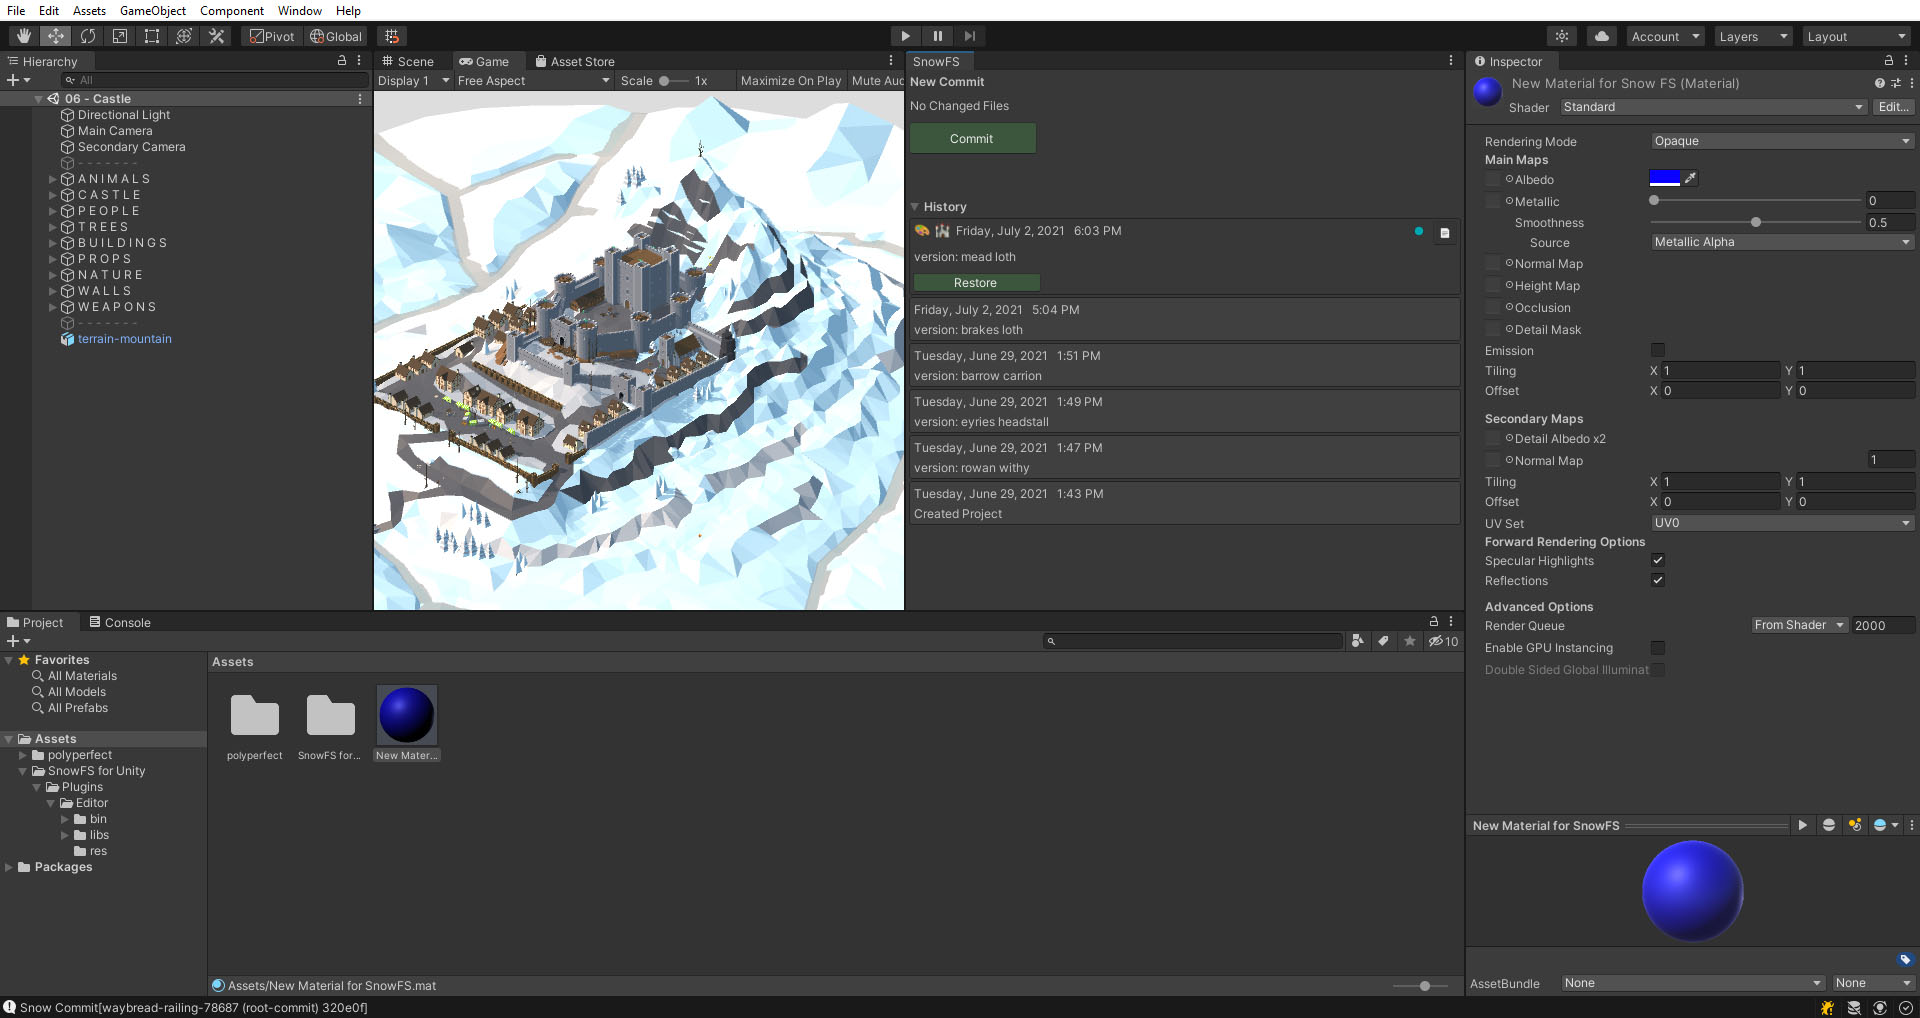 File Edit Assets GameObject Component Window Help
Pivot Global Account Layers Layout
Hierarchy
All
06 - Castle
Directional Light
Main Camera
Secondary Camera
- - - - - - -
A N I M A L S
C A S T L E
P E O P L E
T R E E S
B U I L D I N G S
P R O P S
N A T U R E
W A L L S
W E A P O N S
- - - - - - -
terrain-mountain
Scene Game Asset Store
Display 1 Free Aspect Scale 1x Maximize On Play Mute Aud
SnowFS
New Commit
No Changed Files
Commit
History
Friday, July 2, 2021 6:03 PM
version: mead loth
Restore
Friday, July 2, 2021 5:04 PM
version: brakes loth
Tuesday, June 29, 2021 1:51 PM
version: barrow carrion
Tuesday, June 29, 2021 1:49 PM
version: eyries headstall
Tuesday, June 29, 2021 1:47 PM
version: rowan withy
Tuesday, June 29, 2021 1:43 PM
Created Project
Inspector
New Material for Snow FS (Material)
Shader Standard Edit...
Rendering Mode Opaque
Main Maps
Albedo
Metallic 0
Smoothness 0.5
Source Metallic Alpha
Normal Map
Height Map
Occlusion
Detail Mask
Emission
Tiling X 1 Y 1
Offset X 0 Y 0
Secondary Maps
Detail Albedo x2
Normal Map 1
Tiling X 1 Y 1
Offset X 0 Y 0
UV Set UV0
Forward Rendering Options
Specular Highlights
Reflections
Advanced Options
Render Queue From Shader 2000
Enable GPU Instancing
Double Sided Global Illuminat
New Material for SnowFS
AssetBundle None None
Project Console
10
Favorites
All Materials
All Models
All Prefabs
Assets
polyperfect
SnowFS for Unity
Plugins
Editor
bin
libs
res
Packages
Assets
polyperfect SnowFS for... New Mater...
Assets/New Material for SnowFS.mat
Snow Commit[waybread-railing-78687 (root-commit) 320e0f]